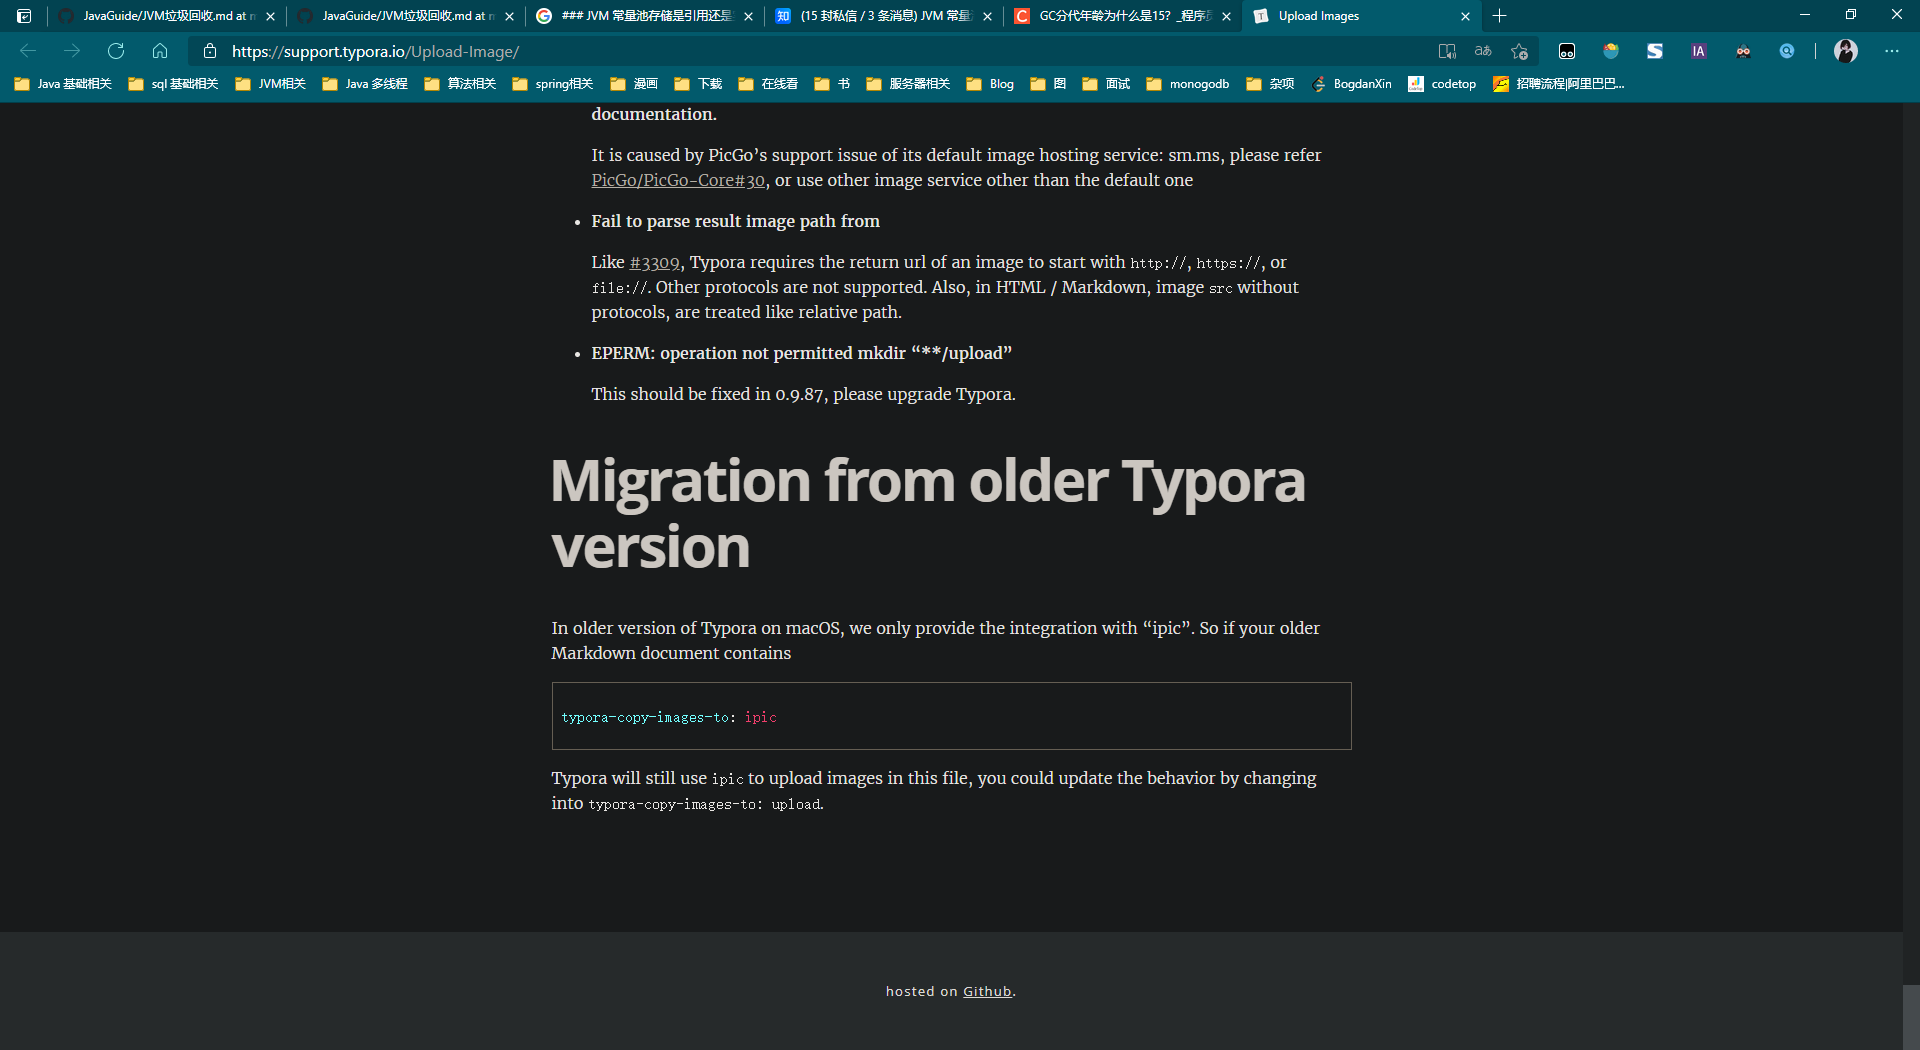 JavaGuide/JVM垃圾回收.md at
JavaGuide/JVM垃圾回收.md at
### JVM 常量池存储是引用还是
(15 封私信 / 3 条消息) JVM 常量
GC分代年龄为什么是15？_程序
Upload Images
https://support.typora.io/Upload-Image/
Java 基础相关
sql 基础相关
JVM相关
Java 多线程
算法相关
spring相关
漫画
下载
在线看
书
服务器相关
Blog
图
面试
monogodb
杂项
BogdanXin
codetop
招聘流程|阿里巴巴...
documentation.
It is caused by PicGo’s support issue of its default image hosting service: sm.ms, please refer
PicGo/PicGo-Core#30, or use other image service other than the default one
• Fail to parse result image path from
Like #3309, Typora requires the return url of an image to start with http://, https://, or
file://. Other protocols are not supported. Also, in HTML / Markdown, image src without
protocols, are treated like relative path.
• EPERM: operation not permitted mkdir “**/upload”
This should be fixed in 0.9.87, please upgrade Typora.
Migration from older Typora
version
In older version of Typora on macOS, we only provide the integration with “ipic”. So if your older
Markdown document contains
typora-copy-images-to: ipic
Typora will still use ipic to upload images in this file, you could update the behavior by changing
into typora-copy-images-to: upload.
hosted on Github.